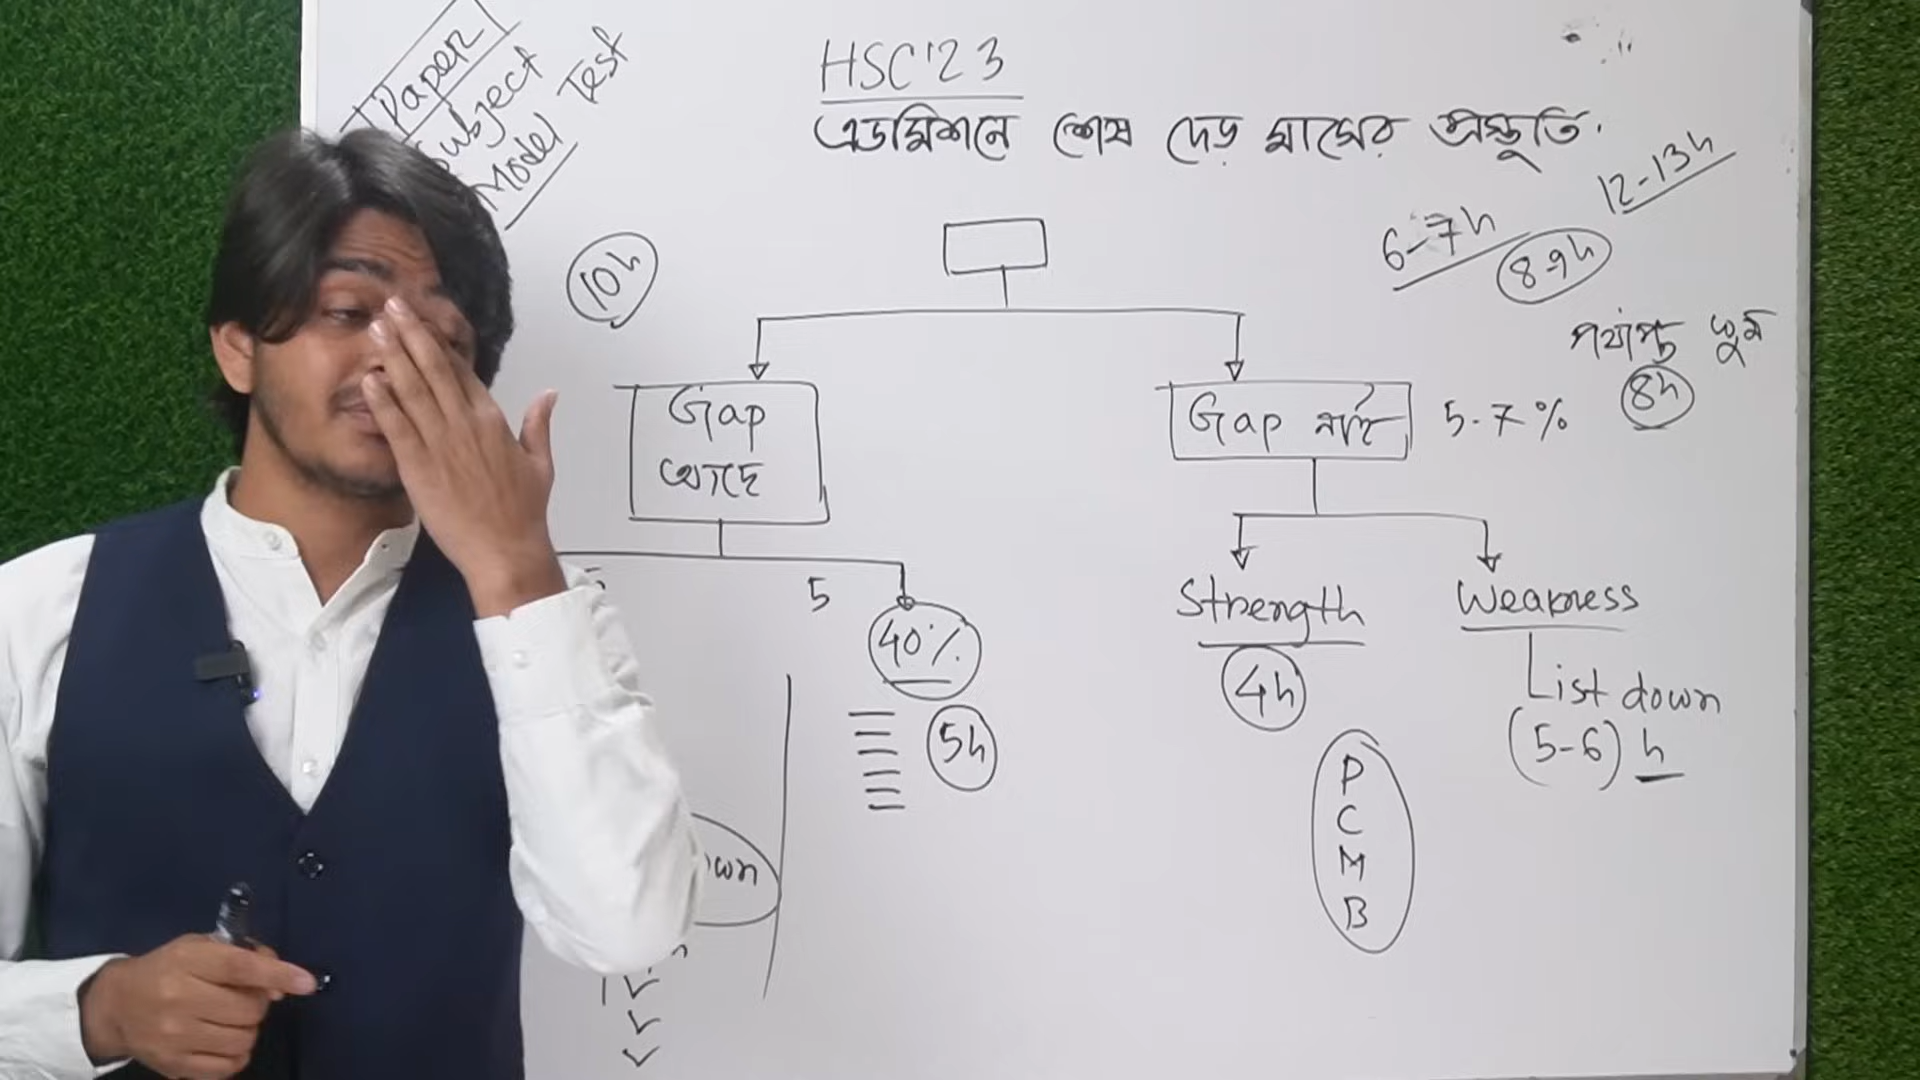 Paper
Subject
Model Test
HSC'23
এডমিশনে শেষ দেড় মাসের প্রস্তুতি.
12-13h
6-7h
8-9h
10h
পর্যাপ্ত ঘুম
8h
Gap
আছে
Gap নাই
5-7%
5
40%
5h
Strength
4h
Weakness
List down
(5-6) h
P
C
M
B
own